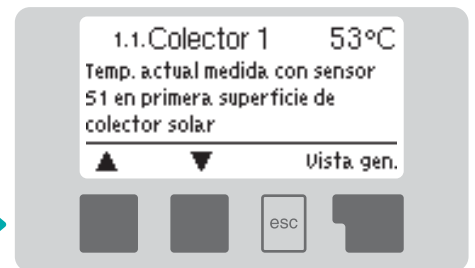 1.1.Colector 1 53ºC
Temp. actual medida con sensor
S1 en primera superficie de
colector solar
Vista gen.
esc